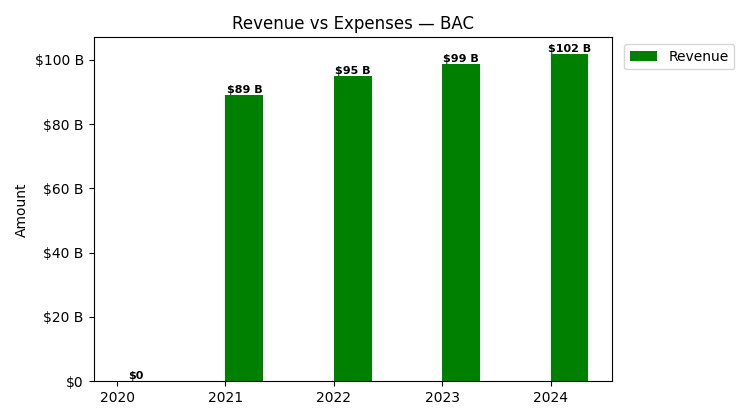 Revenue vs Expenses — BAC
Revenue
Amount
$100 B
$80 B
$60 B
$40 B
$20 B
$0
$0
$89 B
$95 B
$99 B
$102 B
2020
2021
2022
2023
2024